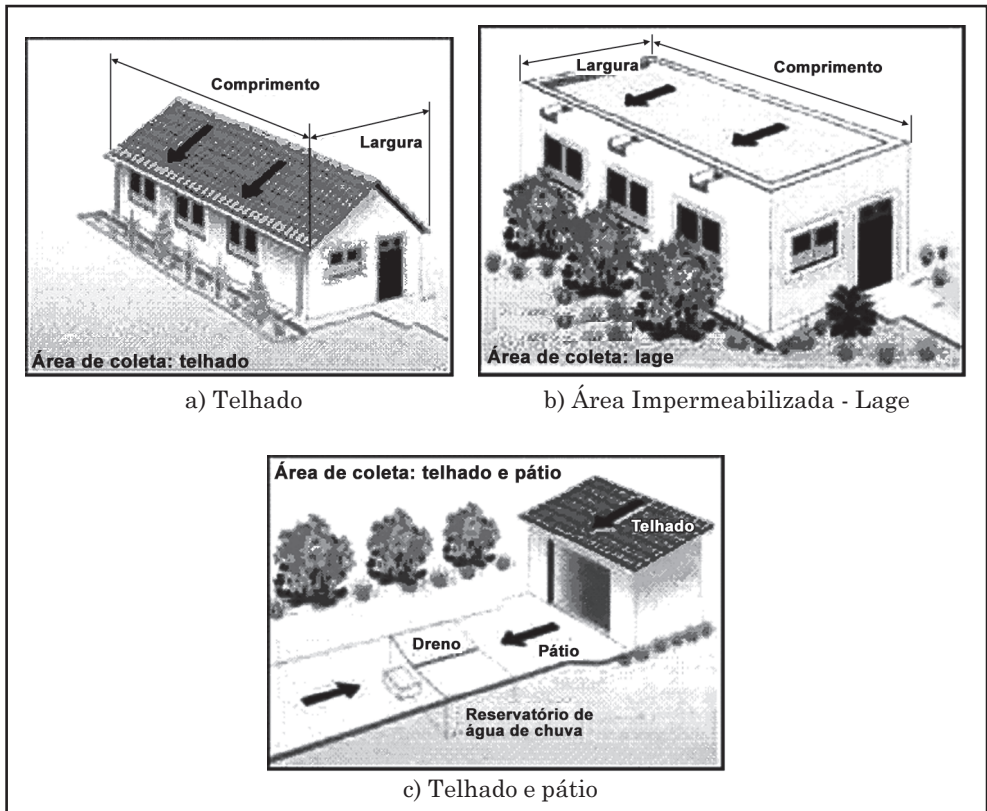 Comprimento
Largura
Área de coleta: telhado
a) Telhado
Largura
Comprimento
Área de coleta: lage
b) Área Impermeabilizada - Lage
Área de coleta: telhado e pátio
Telhado
Dreno
Pátio
Reservatório de
água de chuva
c) Telhado e pátio